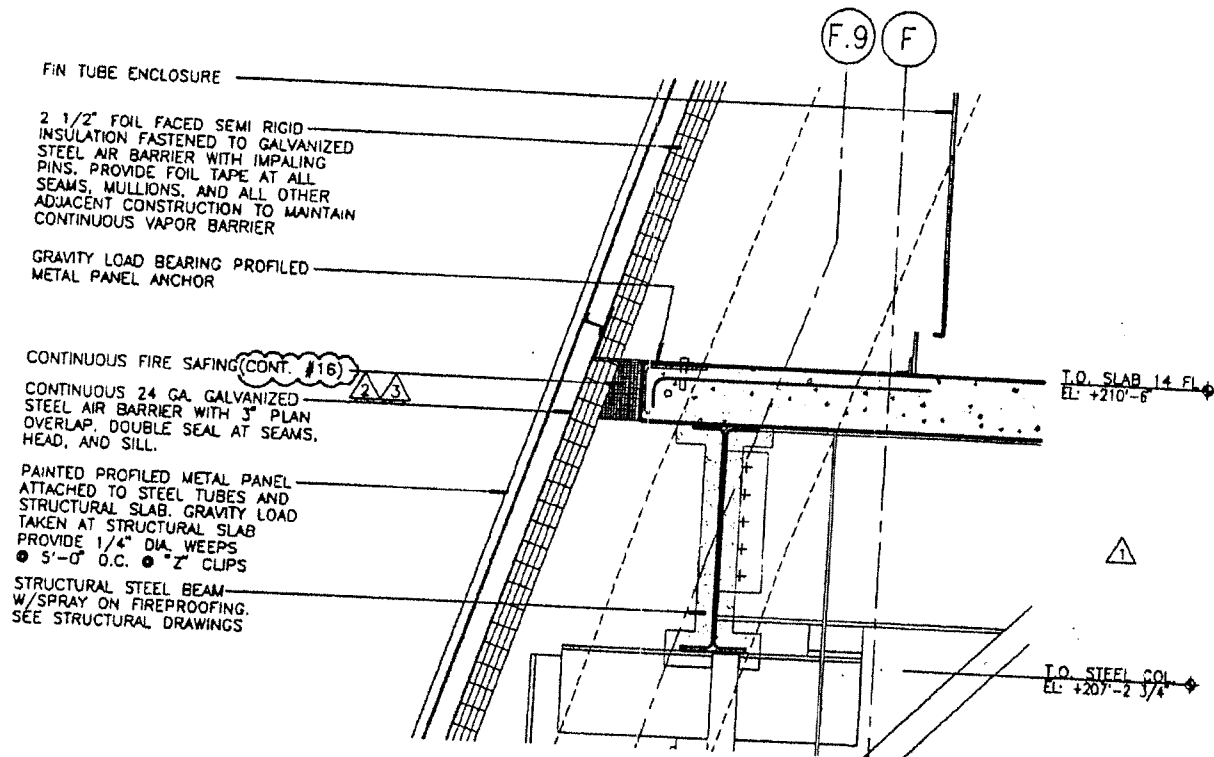 F.9
F
FIN TUBE ENCLOSURE
2 1/2" FOIL FACED SEMI RIGID
INSULATION FASTENED TO GALVANIZED
STEEL AIR BARRIER WITH IMPALING
PINS. PROVIDE FOIL TAPE AT ALL
SEAMS, MULLIONS, AND ALL OTHER
ADJACENT CONSTRUCTION TO MAINTAIN
CONTINUOUS VAPOR BARRIER
GRAVITY LOAD BEARING PROFILED
METAL PANEL ANCHOR
CONTINUOUS FIRE SAFING (CONT. #16)
2 3
CONTINUOUS 24 GA. GALVANIZED
STEEL AIR BARRIER WITH 3" PLAN
OVERLAP, DOUBLE SEAL AT SEAMS,
HEAD, AND SILL.
PAINTED PROFILED METAL PANEL
ATTACHED TO STEEL TUBES AND
STRUCTURAL SLAB. GRAVITY LOAD
TAKEN AT STRUCTURAL SLAB
PROVIDE 1/4" DIA. WEEPS
@ 5'-0" O.C. @ "Z" CLIPS
STRUCTURAL STEEL BEAM
W/SPRAY ON FIREPROOFING.
SEE STRUCTURAL DRAWINGS
T.O. SLAB 14 FL
EL: +210'-6"
1
T.O. STEEL COL.
EL: +207'-2 3/4"